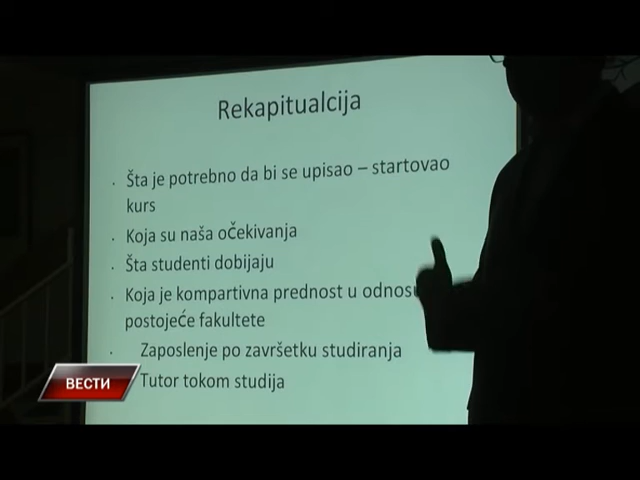 Rekapitualcija
Šta je potrebno da bi se upisao – startovao
kurs
Koja su naša očekivanja
Šta studenti dobijaju
Koja je kompartivna prednost u odnosu
postojeće fakultete
Zaposlenje po završetku studiranja
Tutor tokom studija
ВЕСТИ